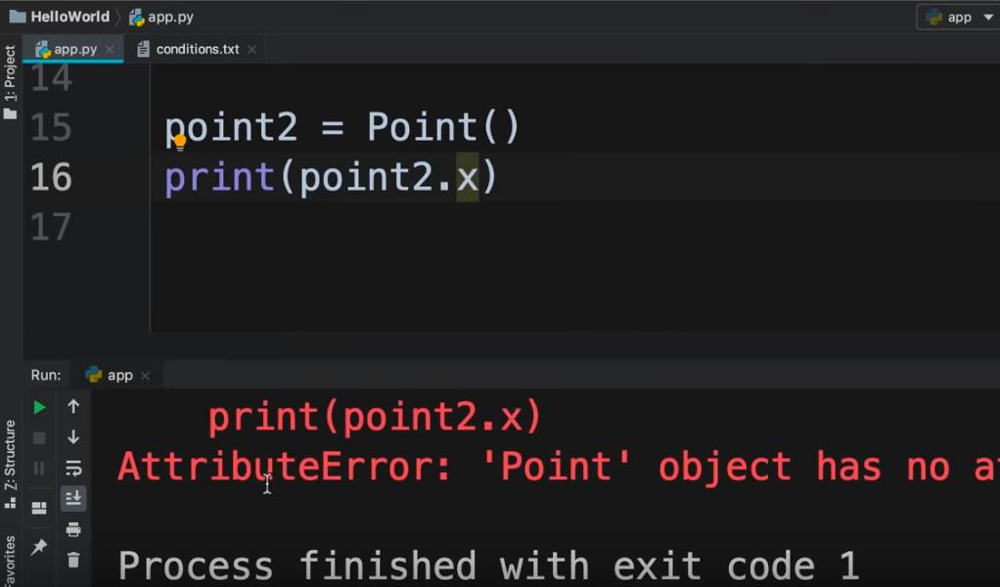 HelloWorld app.py
app
app.py conditions.txt
1: Project
14
15 point2 = Point()
16 print(point2.x)
17
Run: app
print(point2.x)
AttributeError: 'Point' object has no
Z: Structure
Favorites
Process finished with exit code 1